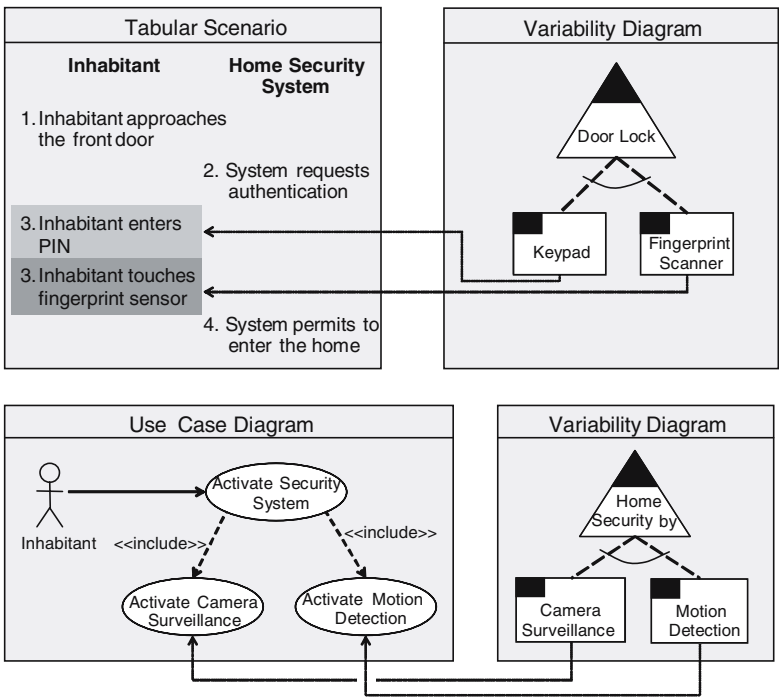 Tabular Scenario
Inhabitant
Home Security
System
1. Inhabitant approaches
the front door
2. System requests
authentication
3. Inhabitant enters
PIN
3. Inhabitant touches
fingerprint sensor
4. System permits to
enter the home
Variability Diagram
Door Lock
Keypad
Fingerprint
Scanner
Use Case Diagram
Inhabitant
Activate Security
System
<<include>>
<<include>>
Activate Camera
Surveillance
Activate Motion
Detection
Variability Diagram
Home
Security by
Camera
Surveillance
Motion
Detection